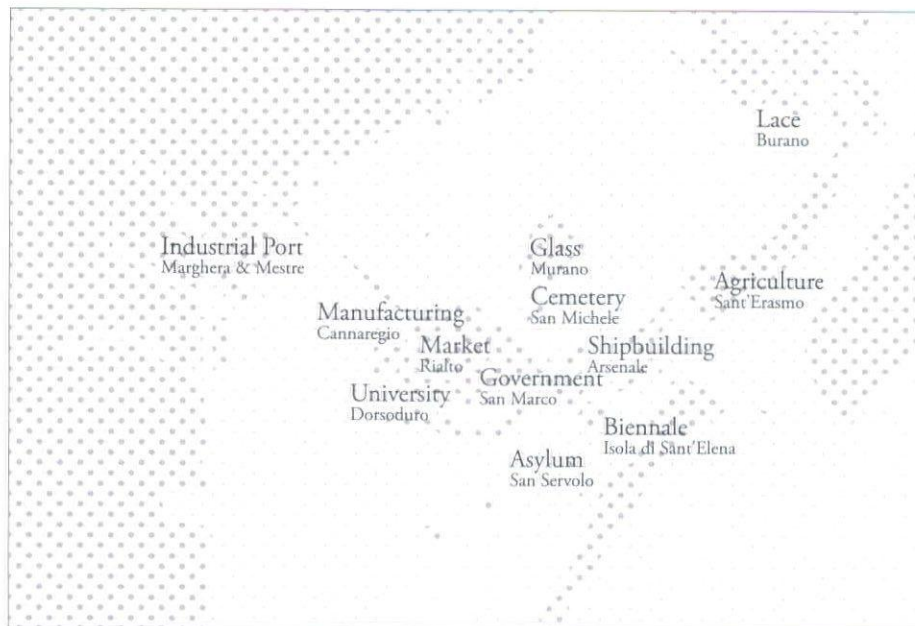 Lace
Burano
Industrial Port
Marghera & Mestre
Glass
Murano
Agriculture
Sant'Erasmo
Cemetery
San Michele
Manufacturing
Cannaregio
Market
Rialto
Shipbuilding
Arsenale
Government
San Marco
University
Dorsoduro
Biennale
Isola di Sant'Elena
Asylum
San Servolo